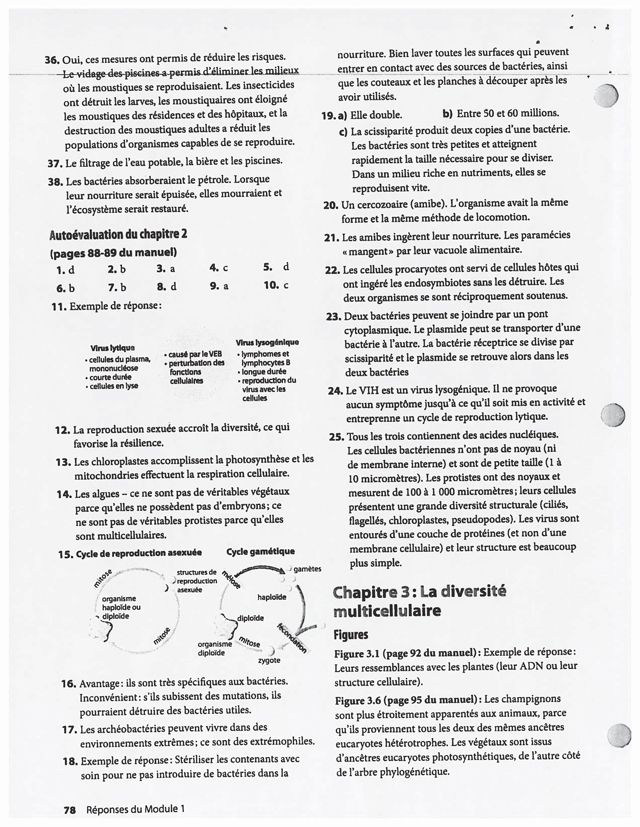 36. Oui, ces mesures ont permis de réduire les risques.
Le vidage des piscines a permis d'éliminer les milieux
où les moustiques se reproduisaient. Les insecticides
ont détruit les larves, les moustiquaires ont éloigné
les moustiques des résidences et des hôpitaux, et la
destruction des moustiques adultes a réduit les
populations d'organismes capables de se reproduire.
37. Le filtrage de l'eau potable, la bière et les piscines.
38. Les bactéries absorberaient le pétrole. Lorsque
leur nourriture serait épuisée, elles mourraient et
l'écosystème serait restauré.
Autoévaluation du chapitre 2
(pages 88-89 du manuel)
1. d 2. b 3. a 4. c 5. d
6. b 7. b 8. d 9. a 10. c
11. Exemple de réponse :
Virus lytique
• cellules du plasma,
mononucléose
• courte durée
• cellules en lyse
• causé par le VEB
• perturbation des
fonctions
cellulaires
Virus lysogénique
• lymphomes et
lymphocytes B
• longue durée
• reproduction du
virus avec les
cellules
12. La reproduction sexuée accroît la diversité, ce qui
favorise la résilience.
13. Les chloroplastes accomplissent la photosynthèse et les
mitochondries effectuent la respiration cellulaire.
14. Les algues – ce ne sont pas de véritables végétaux
parce qu'elles ne possèdent pas d'embryons ; ce
ne sont pas de véritables protistes parce qu'elles
sont multicellulaires.
15. Cycle de reproduction asexuée Cycle gamétique
mitose
structures de
reproduction
asexuée
organisme
haploïde ou
diploïde
mitose
méiose
gamètes
haploïde
diploïde
fécondation
mitose
organisme
diploïde
zygote
16. Avantage : ils sont très spécifiques aux bactéries.
Inconvénient : s'ils subissent des mutations, ils
pourraient détruire des bactéries utiles.
17. Les archéobactéries peuvent vivre dans des
environnements extrêmes ; ce sont des extrémophiles.
18. Exemple de réponse : Stériliser les contenants avec
soin pour ne pas introduire de bactéries dans la
78 Réponses du Module 1
nourriture. Bien laver toutes les surfaces qui peuvent
entrer en contact avec des sources de bactéries, ainsi
que les couteaux et les planches à découper après les
avoir utilisés.
19. a) Elle double. b) Entre 50 et 60 millions.
c) La scissiparité produit deux copies d'une bactérie.
Les bactéries sont très petites et atteignent
rapidement la taille nécessaire pour se diviser.
Dans un milieu riche en nutriments, elles se
reproduisent vite.
20. Un cercozoaire (amibe). L'organisme avait la même
forme et la même méthode de locomotion.
21. Les amibes ingèrent leur nourriture. Les paramécies
« mangent » par leur vacuole alimentaire.
22. Les cellules procaryotes ont servi de cellules hôtes qui
ont ingéré les endosymbiotes sans les détruire. Les
deux organismes se sont réciproquement soutenus.
23. Deux bactéries peuvent se joindre par un pont
cytoplasmique. Le plasmide peut se transporter d'une
bactérie à l'autre. La bactérie réceptrice se divise par
scissiparité et le plasmide se retrouve alors dans les
deux bactéries
24. Le VIH est un virus lysogénique. Il ne provoque
aucun symptôme jusqu'à ce qu'il soit mis en activité et
entreprenne un cycle de reproduction lytique.
25. Tous les trois contiennent des acides nucléiques.
Les cellules bactériennes n'ont pas de noyau (ni
de membrane interne) et sont de petite taille (1 à
10 micromètres). Les protistes ont des noyaux et
mesurent de 100 à 1 000 micromètres ; leurs cellules
présentent une grande diversité structurale (ciliés,
flagellés, chloroplastes, pseudopodes). Les virus sont
entourés d'une couche de protéines (et non d'une
membrane cellulaire) et leur structure est beaucoup
plus simple.
Chapitre 3 : La diversité
multicellulaire
Figures
Figure 3.1 (page 92 du manuel) : Exemple de réponse :
Leurs ressemblances avec les plantes (leur ADN ou leur
structure cellulaire).
Figure 3.6 (page 95 du manuel) : Les champignons
sont plus étroitement apparentés aux animaux, parce
qu'ils proviennent tous les deux des mêmes ancêtres
eucaryotes hétérotrophes. Les végétaux sont issus
d'ancêtres eucaryotes photosynthétiques, de l'autre côté
de l'arbre phylogénétique.